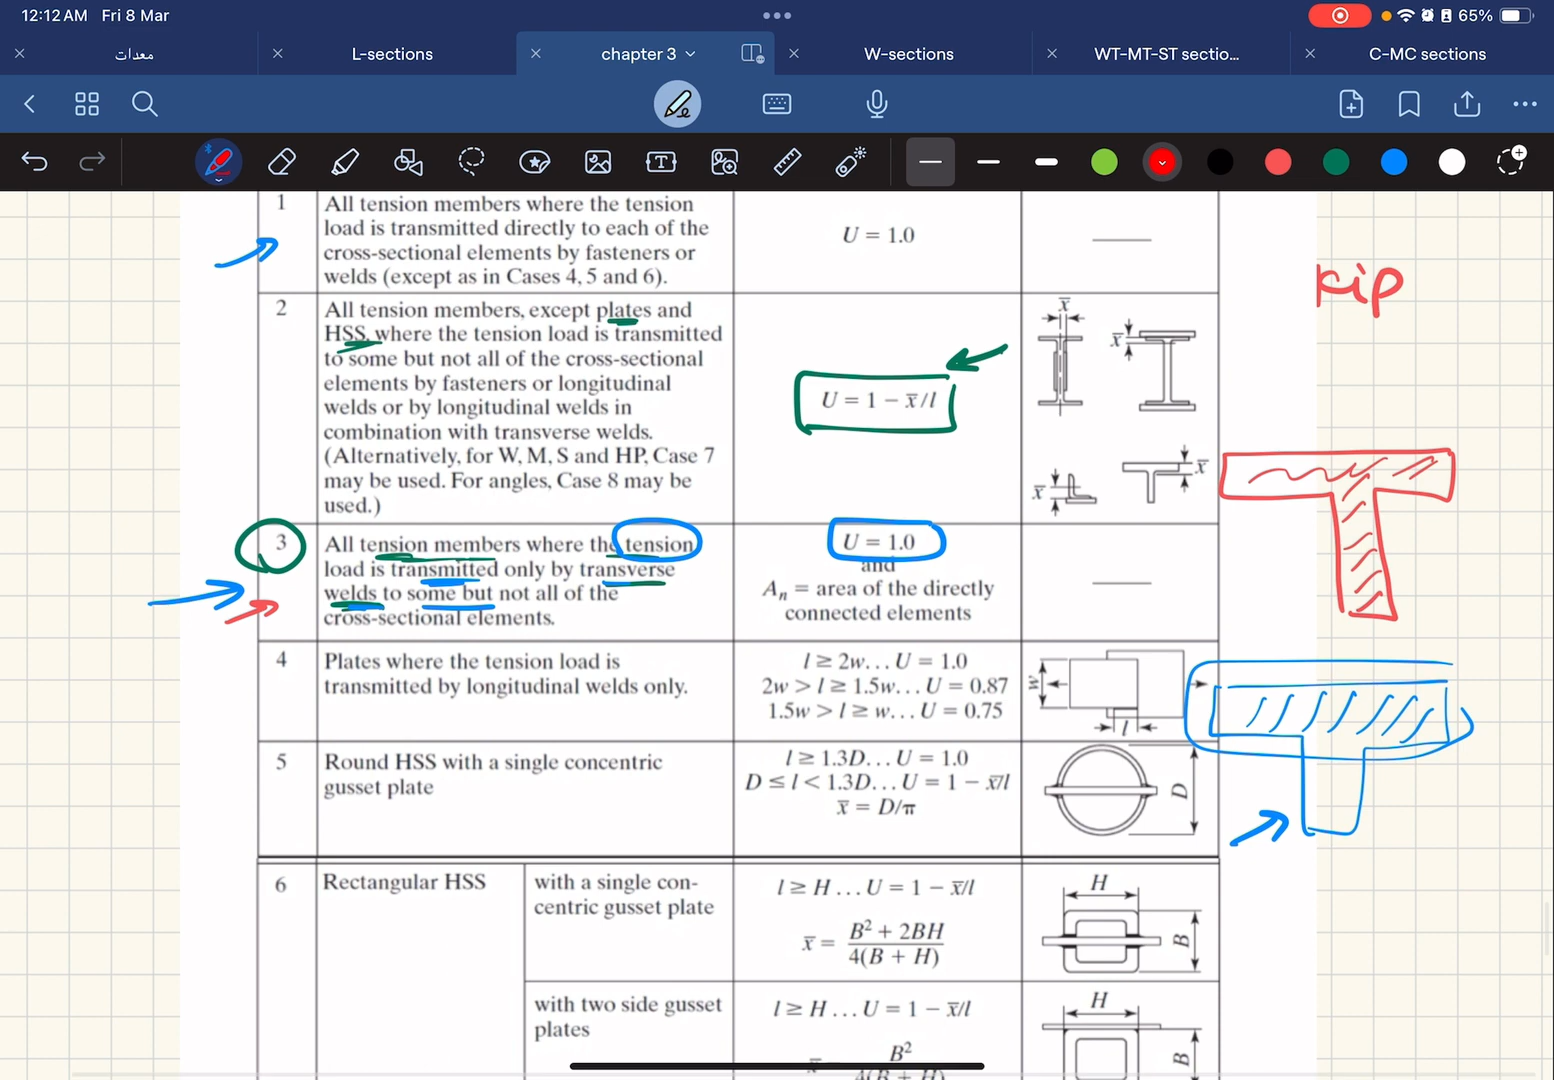 12:12 AM Fri 8 Mar
65%
معدات
L-sections
chapter 3
W-sections
WT-MT-ST sectio...
C-MC sections
1
All tension members where the tension
load is transmitted directly to each of the
cross-sectional elements by fasteners or
welds (except as in Cases 4, 5 and 6).
U = 1.0
kip
2
All tension members, except plates and
HSS, where the tension load is transmitted
to some but not all of the cross-sectional
elements by fasteners or longitudinal
welds or by longitudinal welds in
combination with transverse welds.
(Alternatively, for W, M, S and HP, Case 7
may be used. For angles, Case 8 may be
used.)
U = 1 − x̅/l
x̅
x̅
x̅
x̅
3
All tension members where the tension
load is transmitted only by transverse
welds to some but not all of the
cross-sectional elements.
U = 1.0
and
Aₙ = area of the directly
connected elements
4
Plates where the tension load is
transmitted by longitudinal welds only.
l ≥ 2w... U = 1.0
2w > l ≥ 1.5w... U = 0.87
1.5w > l ≥ w... U = 0.75
w
l
5
Round HSS with a single concentric
gusset plate
l ≥ 1.3D... U = 1.0
D ≤ l < 1.3D... U = 1 − x̅/l
x̅ = D/π
D
6
Rectangular HSS
with a single con-
centric gusset plate
l ≥ H... U = 1 − x̅/l
x̅ = B² + 2BH
4(B + H)
H
B
with two side gusset
plates
l ≥ H... U = 1 − x̅/l
B²
4(B + H)
H
B